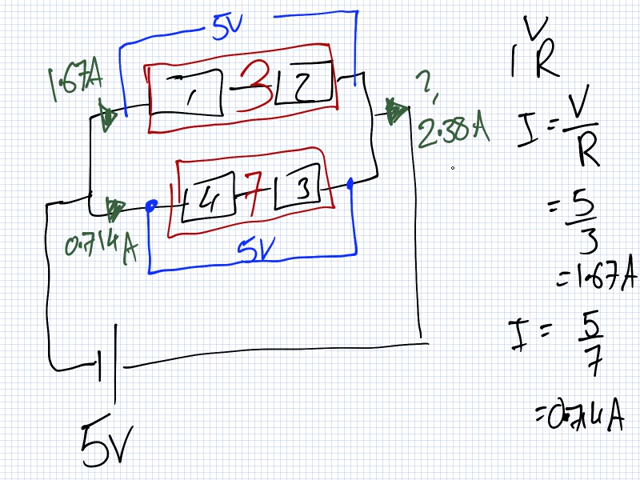 5V
1.67A
1 3 2
?
2.38A
4 7 3
0.714A
5V
5V
V
I R
I = V/R
= 5/3
= 1.67A
I = 5/7
= 0.714A